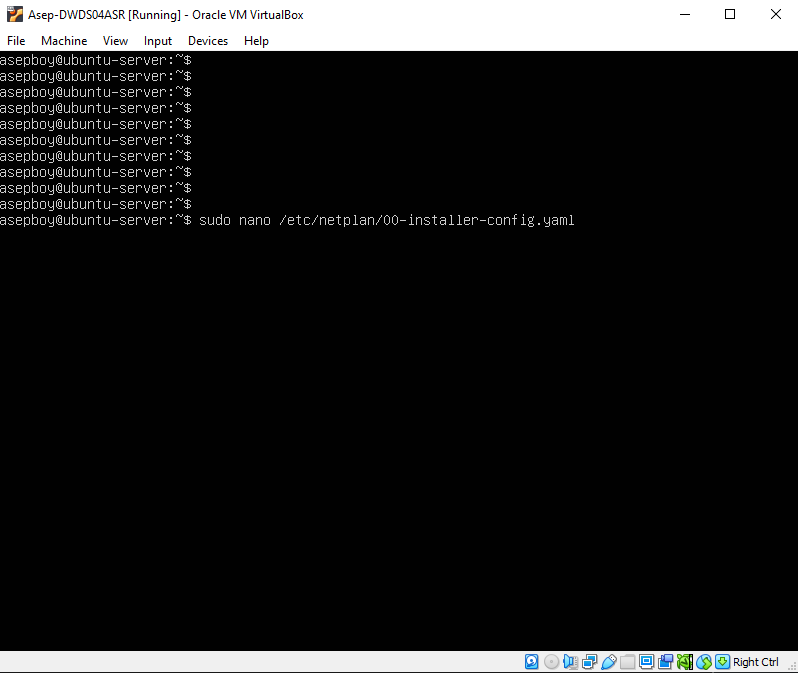 Asep-DWDS04ASR [Running] - Oracle VM VirtualBox
File Machine View Input Devices Help
asepboy@ubuntu-server:~$
asepboy@ubuntu-server:~$
asepboy@ubuntu-server:~$
asepboy@ubuntu-server:~$
asepboy@ubuntu-server:~$
asepboy@ubuntu-server:~$
asepboy@ubuntu-server:~$
asepboy@ubuntu-server:~$
asepboy@ubuntu-server:~$
asepboy@ubuntu-server:~$
asepboy@ubuntu-server:~$ sudo nano /etc/netplan/00-installer-config.yaml
Right Ctrl